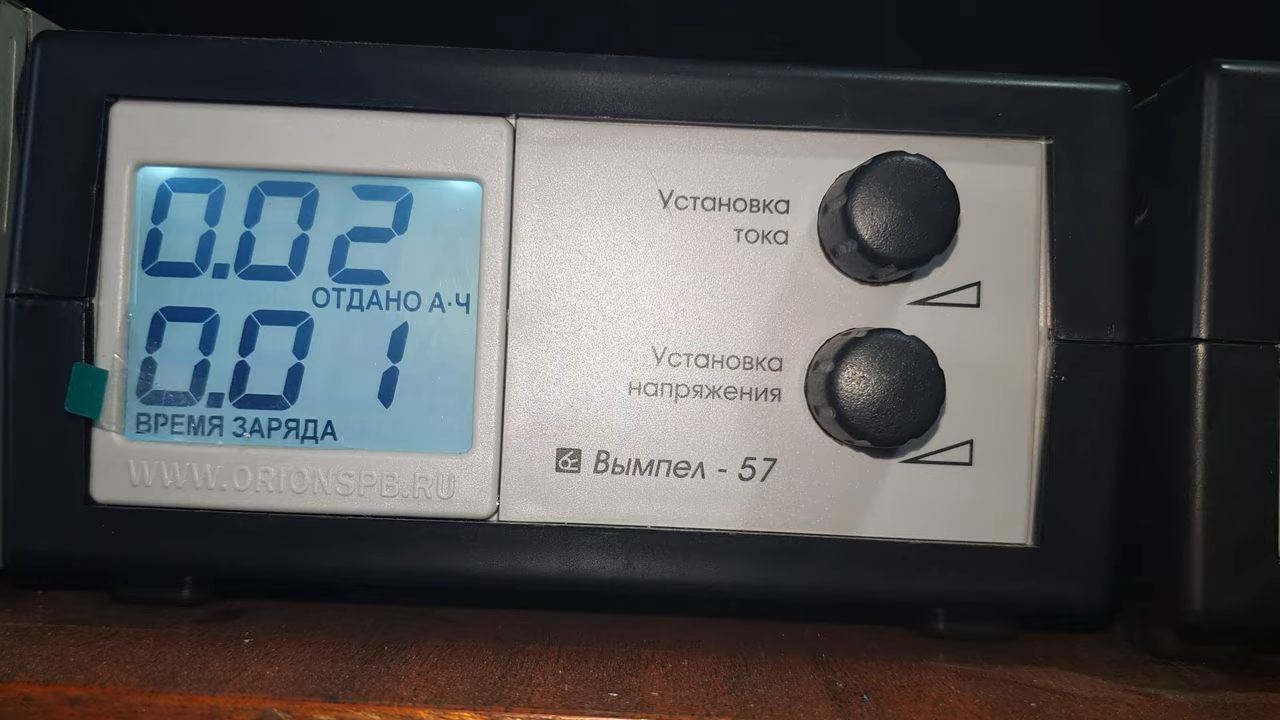 0.02
ОТДАНО А·Ч
0.01
ВРЕМЯ ЗАРЯДА
WWW.ORIONSPB.RU
Установка
тока
Установка
напряжения
Вымпел - 57